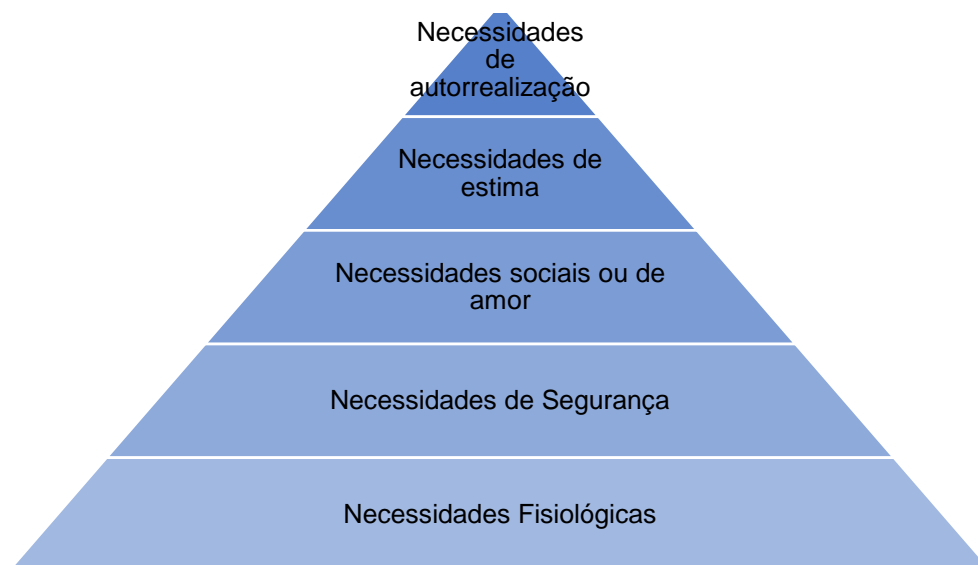 Necessidades
de
autorrealização
Necessidades de
estima
Necessidades sociais ou de
amor
Necessidades de Segurança
Necessidades Fisiológicas